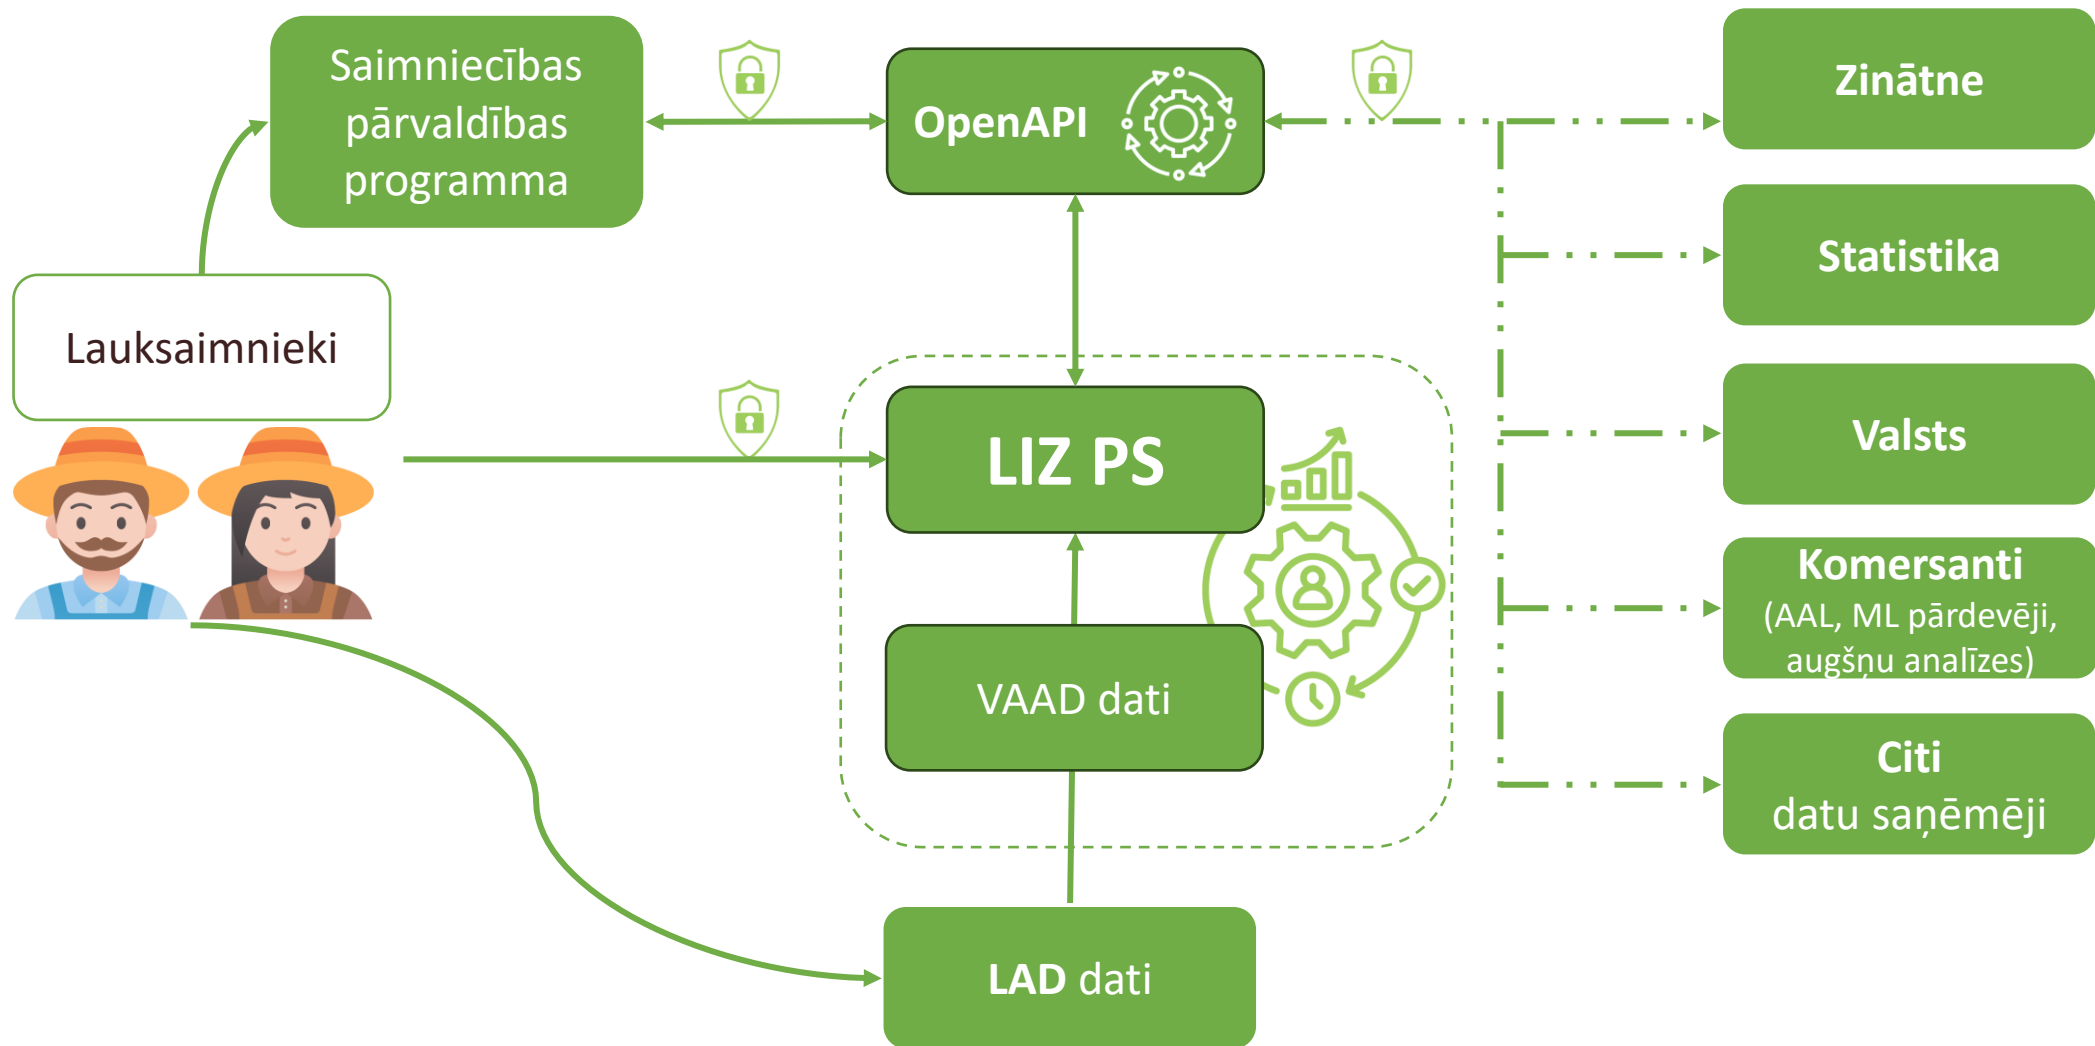 Saimniecības
pārvaldības
programma
OpenAPI
Zinātne
Statistika
Lauksaimnieki
LIZ PS
Valsts
Komersanti
(AAL, ML pārdevēji,
augšņu analīzes)
VAAD dati
Citi
datu saņēmēji
LAD dati